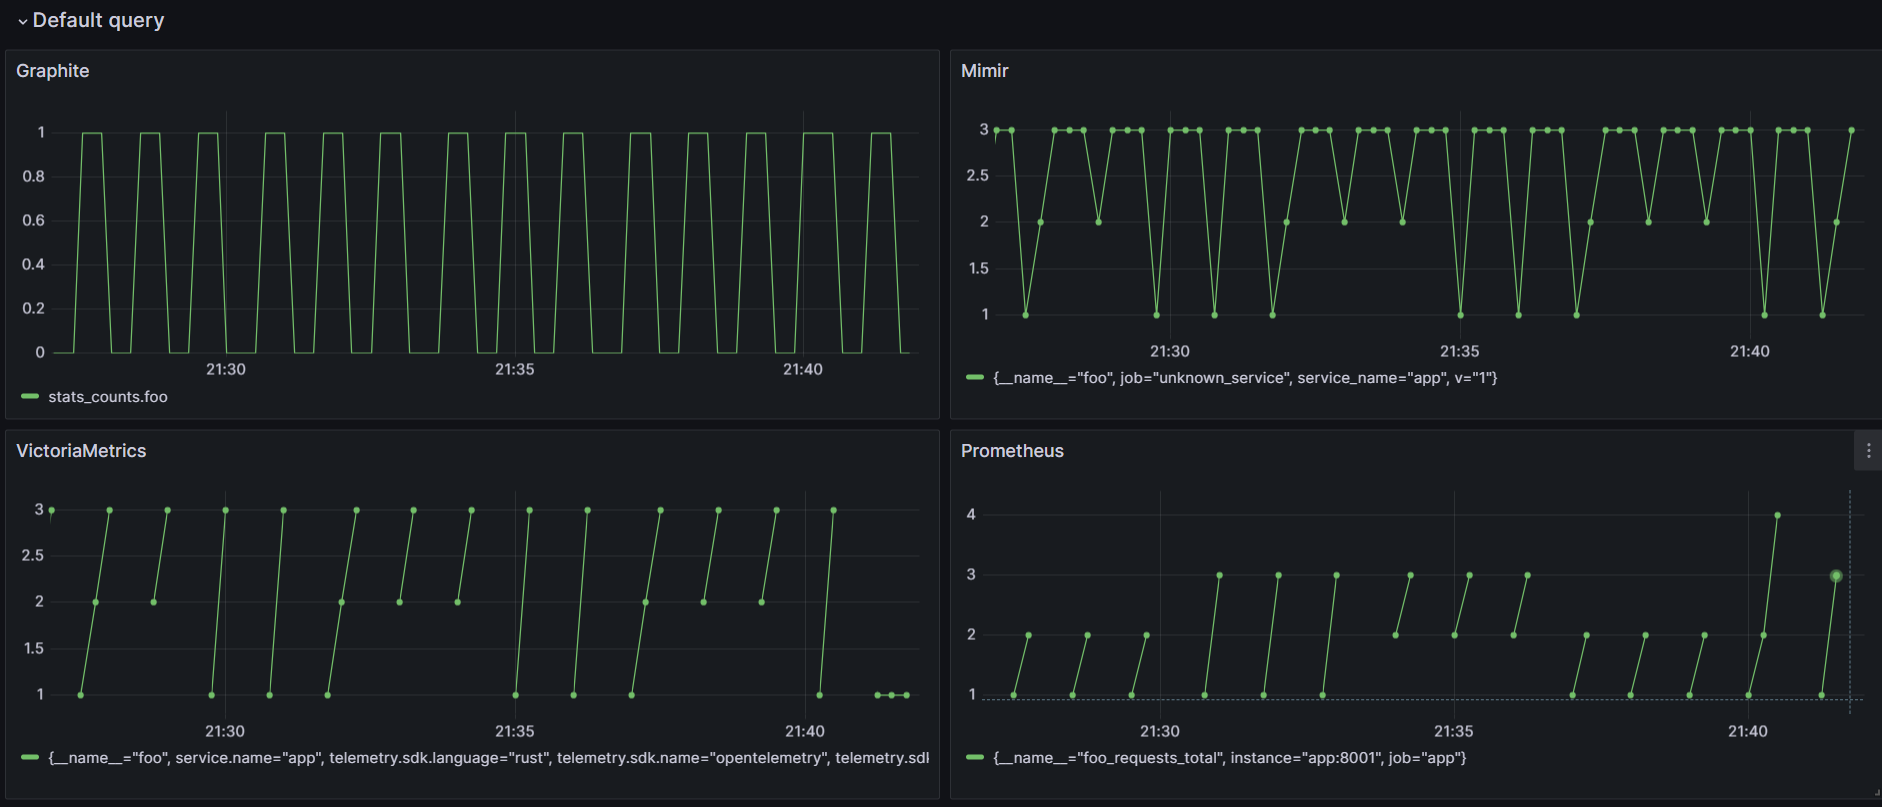 Default query
Graphite
1
0.8
0.6
0.4
0.2
0
21:30 21:35 21:40
stats_counts.foo
Mimir
3
2.5
2
1.5
1
21:30 21:35 21:40
{__name__="foo", job="unknown_service", service_name="app", v="1"}
VictoriaMetrics
3
2.5
2
1.5
1
21:30 21:35 21:40
{__name__="foo", service.name="app", telemetry.sdk.language="rust", telemetry.sdk.name="opentelemetry", telemetry.sdk
Prometheus
4
3
2
1
21:30 21:35 21:40
{__name__="foo_requests_total", instance="app:8001", job="app"}